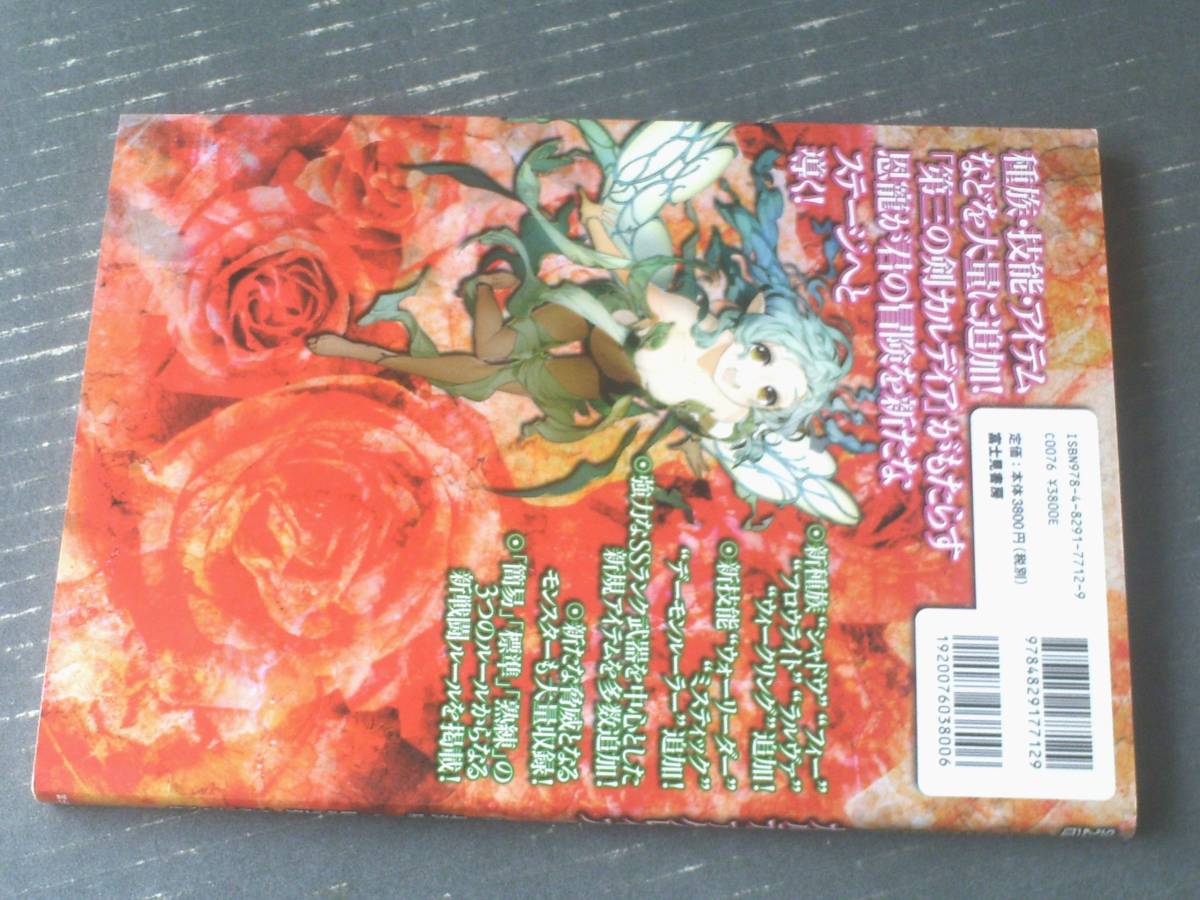 種族・技能・アイテム
などを大量に追加!
「第三の剣カルディア」がもたらす
恩寵が君の冒険を新たな
ステージへと
導く!
ISBN978-4-8291-7712-9
C0076 ¥3800E
定価:本体3800円(税別)
富士見書房
9784829177129
1920076038006
●新種族“シャドウ”“フィー”
“フロウライト”“ラルヴァ”
“ウィークリング”追加!
●新技能“ウォーリーダー”
“ミスティック”
“デーモンルーラー”追加!
●強力なSSランク武器を中心とした
新規アイテムを多数追加!
●新たな脅威となる
モンスターも大量収録!
●「簡易」「標準」「熟練」の
3つのルールからなる
新戦闘ルールを掲載!